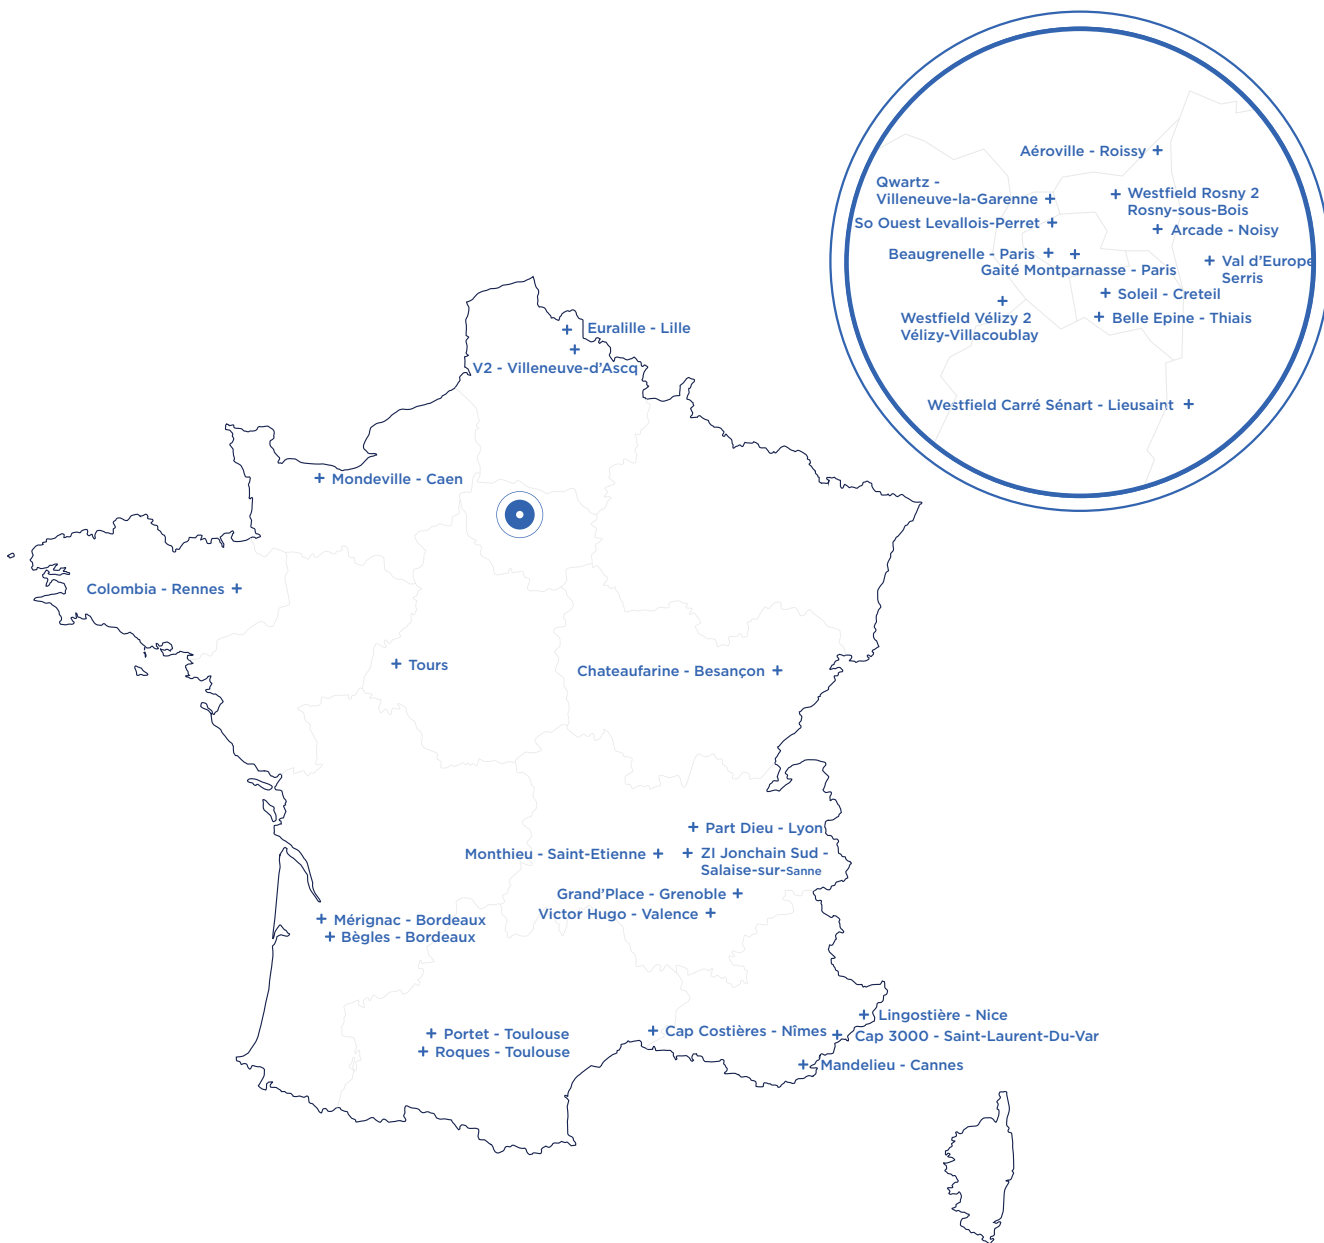 Aéroville - Roissy
Qwartz -
Villeneuve-la-Garenne
Westfield Rosny 2
Rosny-sous-Bois
So Ouest Levallois-Perret
Arcade - Noisy
Beaugrenelle - Paris
Gaité Montparnasse - Paris
Val d’Europe
Serris
Soleil - Creteil
Westfield Vélizy 2
Vélizy-Villacoublay
Belle Epine - Thiais
Westfield Carré Sénart - Lieusaint
Euralille - Lille
V2 - Villeneuve-d’Ascq
Mondeville - Caen
Colombia - Rennes
Tours
Chateaufarine - Besançon
Part Dieu - Lyon
Monthieu - Saint-Etienne
ZI Jonchain Sud -
Salaise-sur-Sanne
Grand’Place - Grenoble
Victor Hugo - Valence
Mérignac - Bordeaux
Bègles - Bordeaux
Lingostière - Nice
Portet - Toulouse
Cap Costières - Nîmes
Cap 3000 - Saint-Laurent-Du-Var
Roques - Toulouse
Mandelieu - Cannes